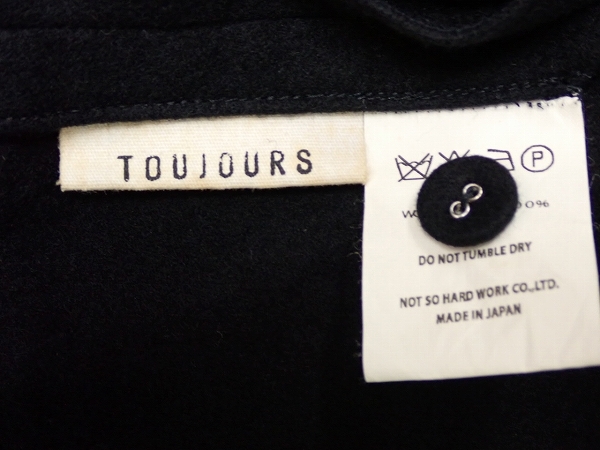 TOUJOURS
P
DO NOT TUMBLE DRY
NOT SO HARD WORK CO.,LTD.
MADE IN JAPAN